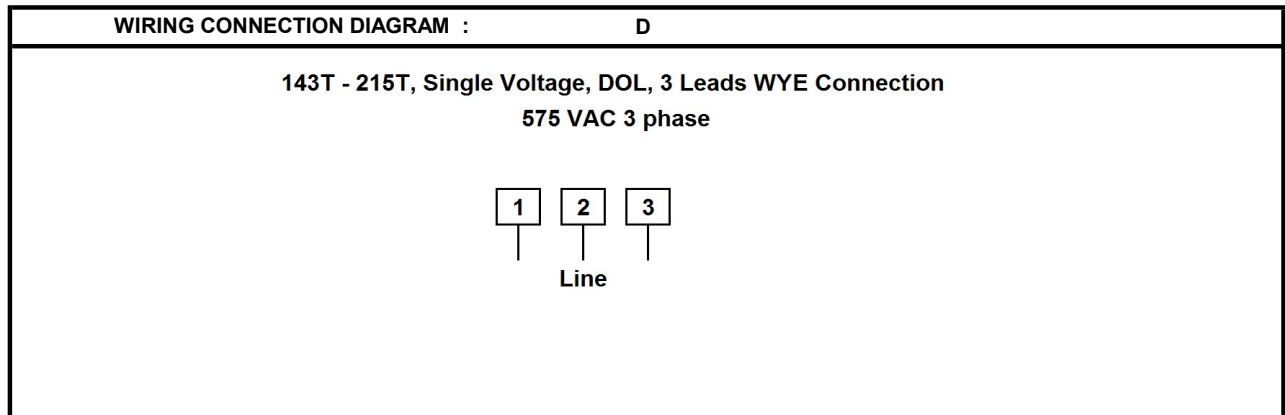 WIRING CONNECTION DIAGRAM : D
143T - 215T, Single Voltage, DOL, 3 Leads WYE Connection
575 VAC 3 phase
1 2 3
Line